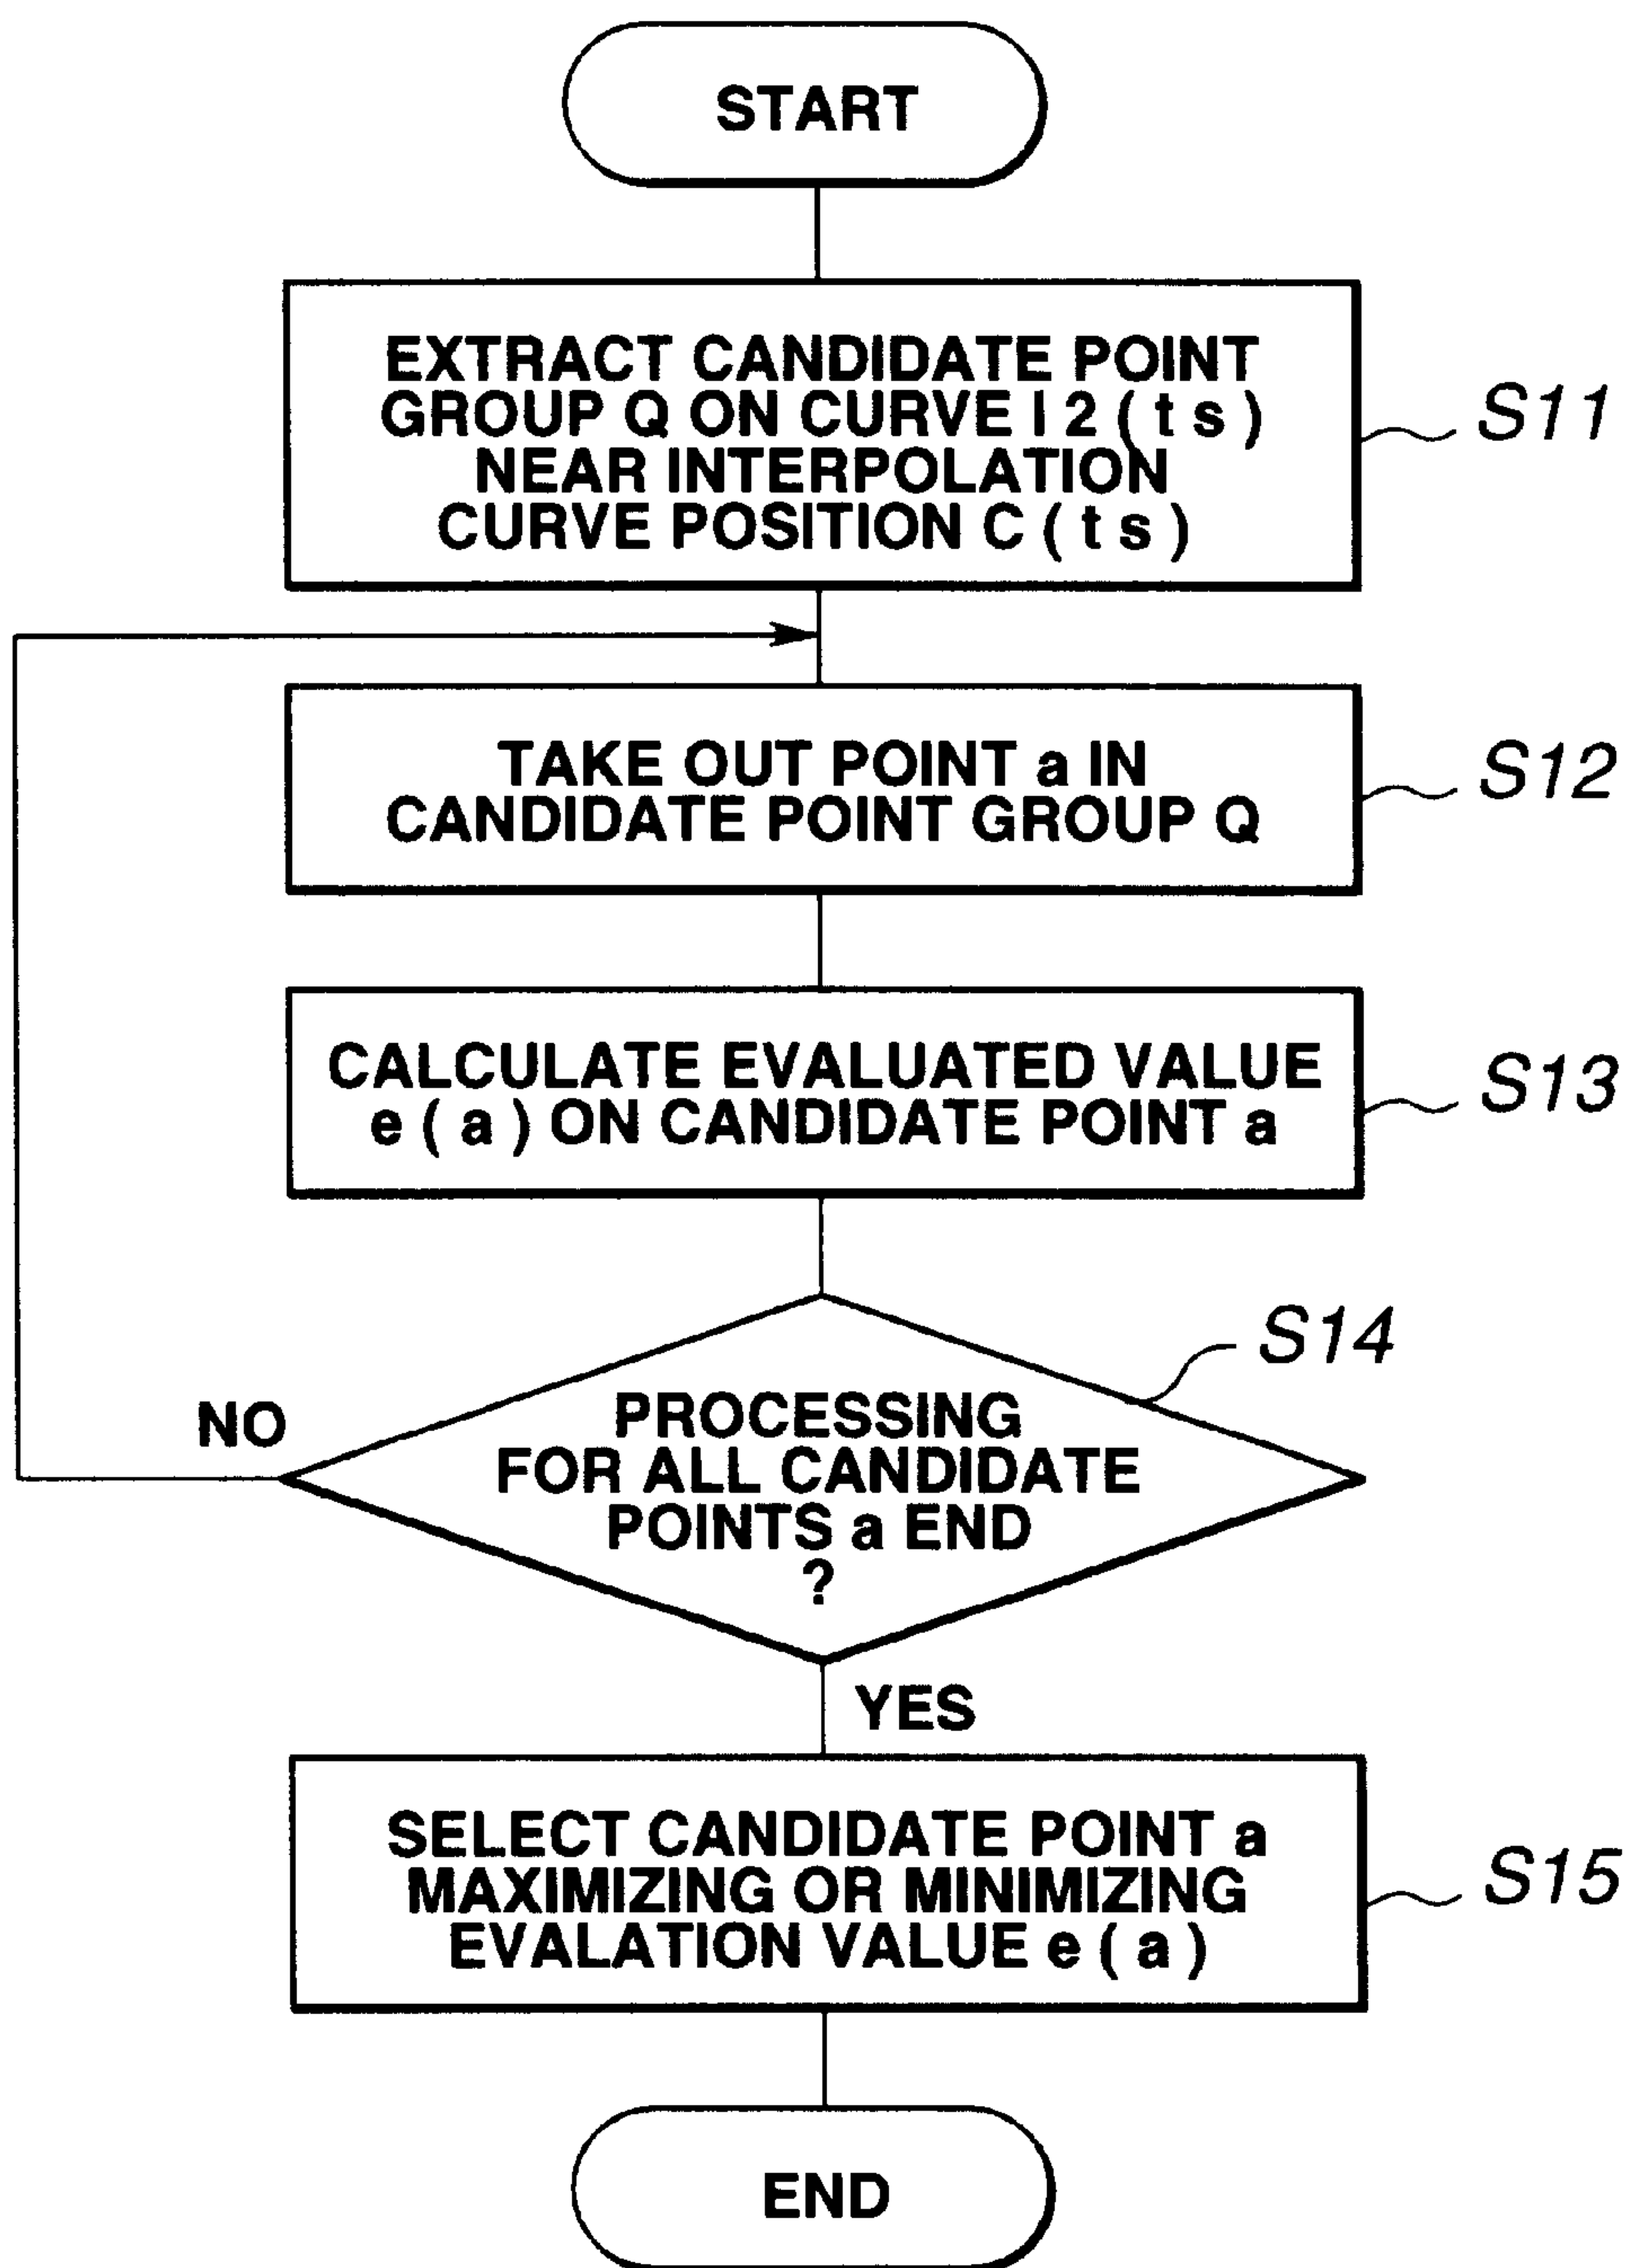 START
EXTRACT CANDIDATE POINT
GROUP Q ON CURVE I 2 ( t s )
NEAR INTERPOLATION
CURVE POSITION C ( t s )
S11
TAKE OUT POINT a IN
CANDIDATE POINT GROUP Q
S12
CALCULATE EVALUATED VALUE
e ( a ) ON CANDIDATE POINT a
S13
S14
PROCESSING
FOR ALL CANDIDATE
POINTS a END
?
NO
YES
SELECT CANDIDATE POINT a
MAXIMIZING OR MINIMIZING
EVALATION VALUE e ( a )
S15
END